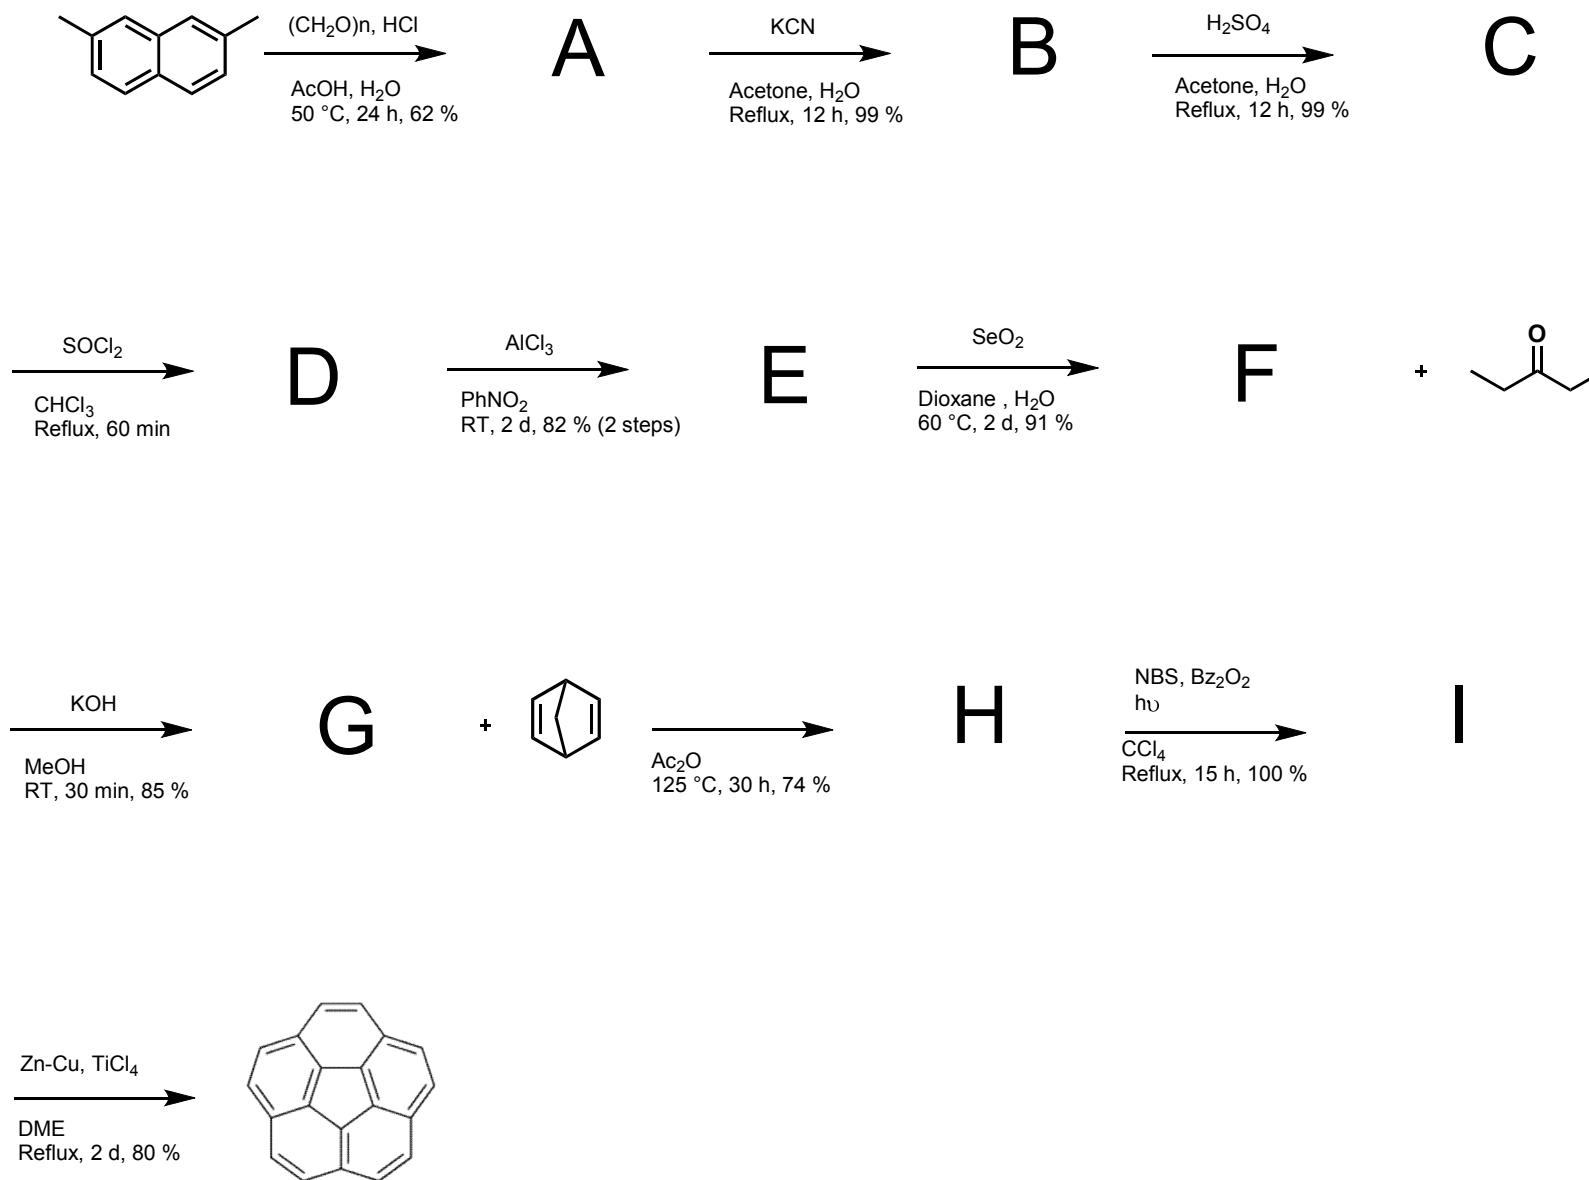 (CH2O)n, HCl
AcOH, H2O
50 °C, 24 h, 62 %
A
KCN
Acetone, H2O
Reflux, 12 h, 99 %
B
H2SO4
Acetone, H2O
Reflux, 12 h, 99 %
C
SOCl2
CHCl3
Reflux, 60 min
D
AlCl3
PhNO2
RT, 2 d, 82 % (2 steps)
E
SeO2
Dioxane , H2O
60 °C, 2 d, 91 %
F
+
O
KOH
MeOH
RT, 30 min, 85 %
G
+
Ac2O
125 °C, 30 h, 74 %
H
NBS, Bz2O2
hυ
CCl4
Reflux, 15 h, 100 %
I
Zn-Cu, TiCl4
DME
Reflux, 2 d, 80 %